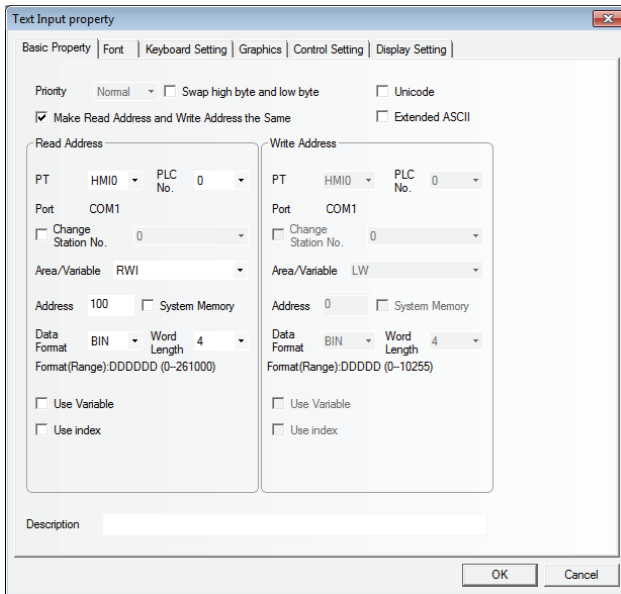 Text Input property
Basic Property Font Keyboard Setting Graphics Control Setting Display Setting
Priority Normal Swap high byte and low byte Unicode
Make Read Address and Write Address the Same Extended ASCII
Read Address
PT HMI0 PLC No. 0
Port COM1
Change Station No. 0
Area/Variable RWI
Address 100 System Memory
Data Format BIN Word Length 4
Format(Range):DDDDDD (0--261000)
Use Variable
Use index
Write Address
PT HMI0 PLC No. 0
Port COM1
Change Station No. 0
Area/Variable LW
Address 0 System Memory
Data Format BIN Word Length 4
Format(Range):DDDDD (0--10255)
Use Variable
Use index
Description
OK Cancel